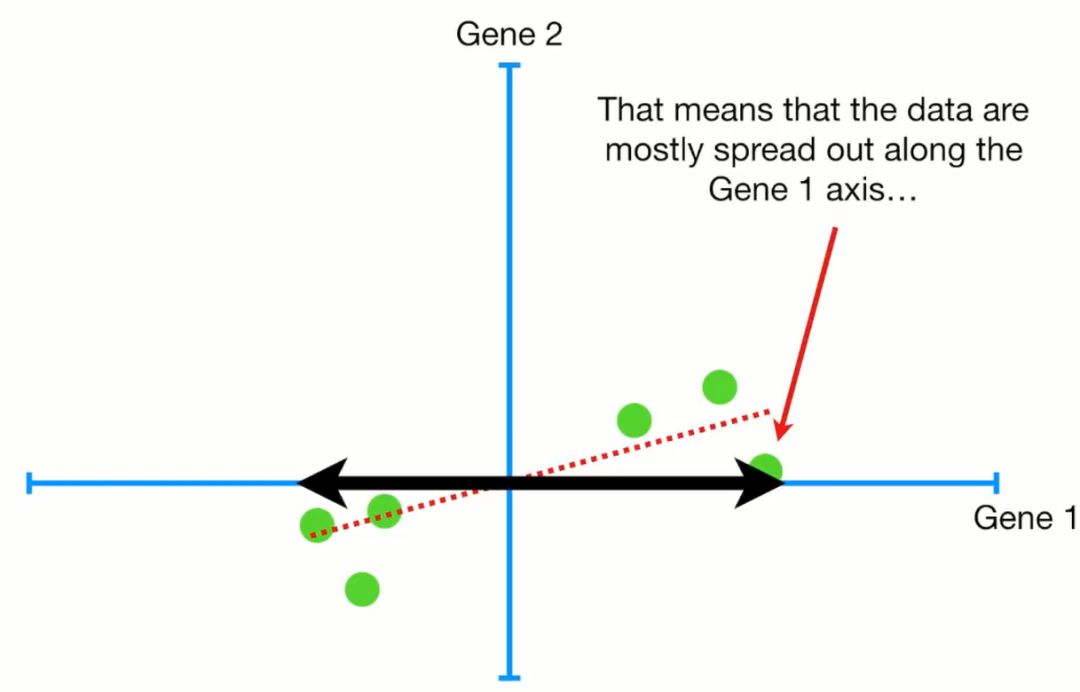 Gene 2
That means that the data are
mostly spread out along the
Gene 1 axis…
Gene 1